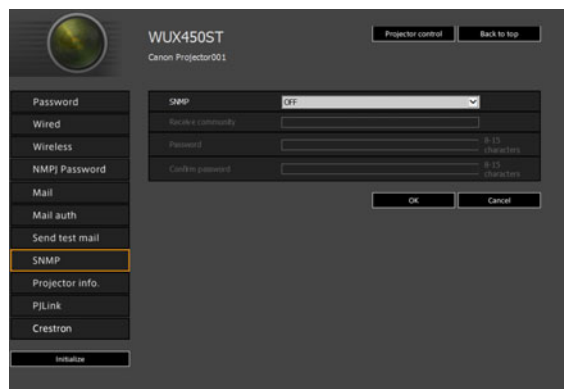 WUX450ST
Canon Projector001
Projector control
Back to top
Password
Wired
Wireless
NMPJ Password
Mail
Mail auth
Send test mail
SNMP
Projector info.
PJLink
Crestron
Initialize
SNMP OFF
Receive community
Password 8-15 characters
Confirm password 8-15 characters
OK
Cancel